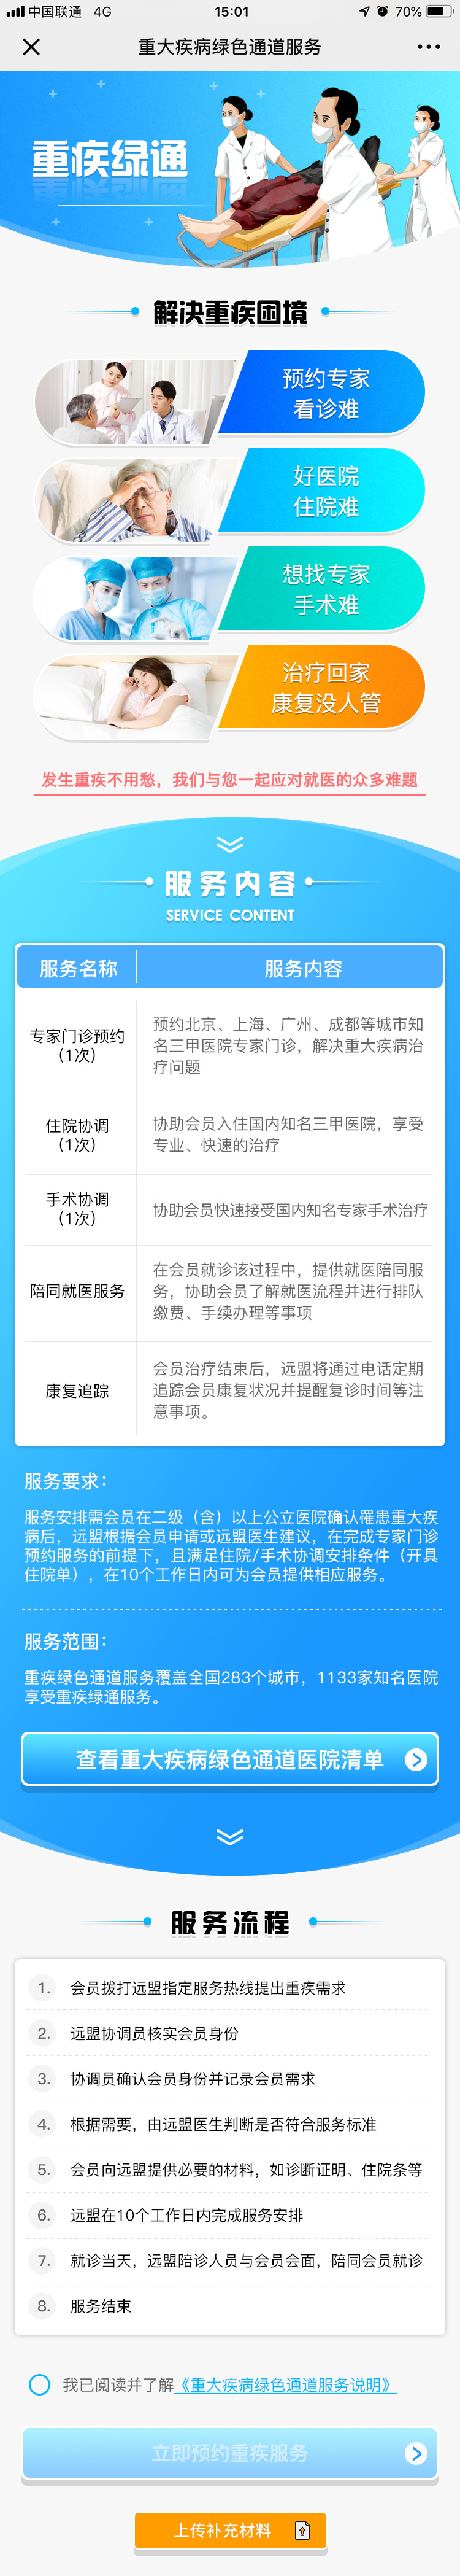 中国联通 4G 15:01 70%
重大疾病绿色通道服务
重疾绿通
解决重疾困境
预约专家
看诊难
好医院
住院难
想找专家
手术难
治疗回家
康复没人管
发生重疾不用愁，我们与您一起应对就医的众多难题
服务内容
SERVICE CONTENT
服务名称 服务内容
专家门诊预约
（1次）
预约北京、上海、广州、成都等城市知
名三甲医院专家门诊，解决重大疾病治
疗问题
住院协调
（1次）
协助会员入住国内知名三甲医院，享受
专业、快速的治疗
手术协调
（1次）
协助会员快速接受国内知名专家手术治疗
陪同就医服务
在会员就诊该过程中，提供就医陪同服
务，协助会员了解就医流程并进行排队
缴费、手续办理等事项
康复追踪
会员治疗结束后，远盟将通过电话定期
追踪会员康复状况并提醒复诊时间等注
意事项。
服务要求：
服务安排需会员在二级（含）以上公立医院确认罹患重大疾
病后，远盟根据会员申请或远盟医生建议，在完成专家门诊
预约服务的前提下，且满足住院/手术协调安排条件（开具
住院单），在10个工作日内可为会员提供相应服务。
服务范围：
重疾绿色通道服务覆盖全国283个城市，1133家知名医院
享受重疾绿通服务。
查看重大疾病绿色通道医院清单
服务流程
1. 会员拨打远盟指定服务热线提出重疾需求
2. 远盟协调员核实会员身份
3. 协调员确认会员身份并记录会员需求
4. 根据需要，由远盟医生判断是否符合服务标准
5. 会员向远盟提供必要的材料，如诊断证明、住院条等
6. 远盟在10个工作日内完成服务安排
7. 就诊当天，远盟陪诊人员与会员会面，陪同会员就诊
8. 服务结束
我已阅读并了解《重大疾病绿色通道服务说明》
立即预约重疾服务
上传补充材料